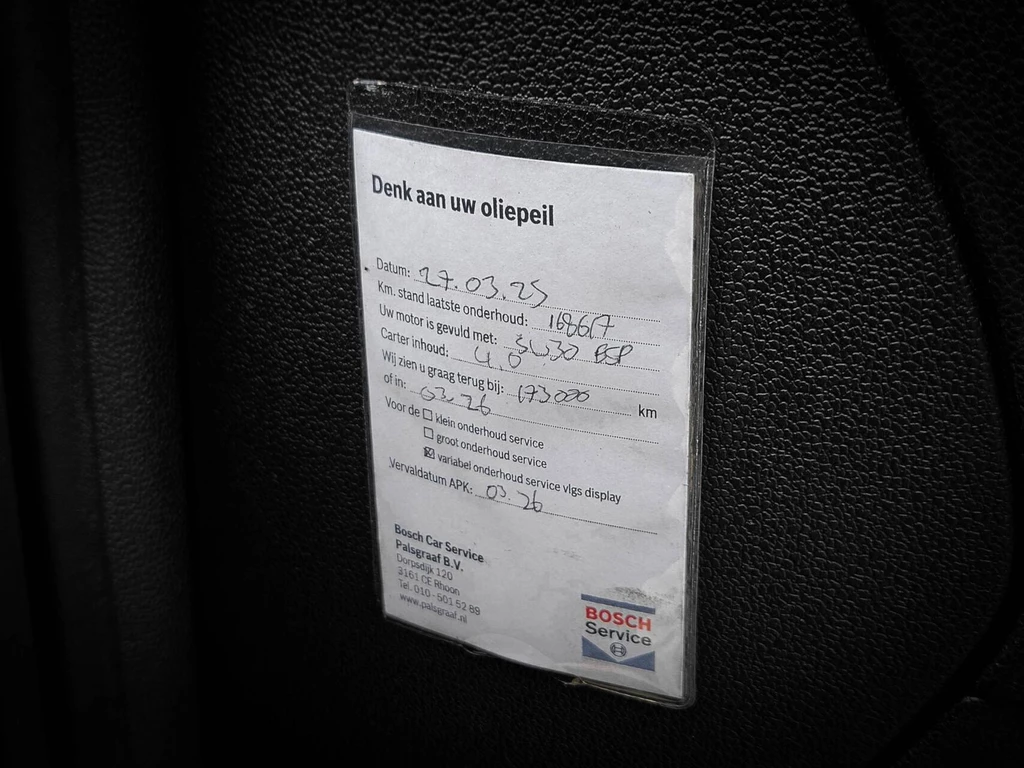 Denk aan uw oliepeil
Datum: 27.03.25
Km. stand laatste onderhoud: 168617
Uw motor is gevuld met: 5W30
Carter inhoud: 4.0
Wij zien u graag terug bij: 173000 km
of in: 03.26
Voor de klein onderhoud service
groot onderhoud service
variabel onderhoud service vlgs display
Vervaldatum APK: 03.26
Bosch Car Service
Palsgraaf B.V.
Dorpsdijk 120
3161 CE Rhoon
Tel. 010 - 501 52 89
www.palsgraaf.nl
BOSCH
Service